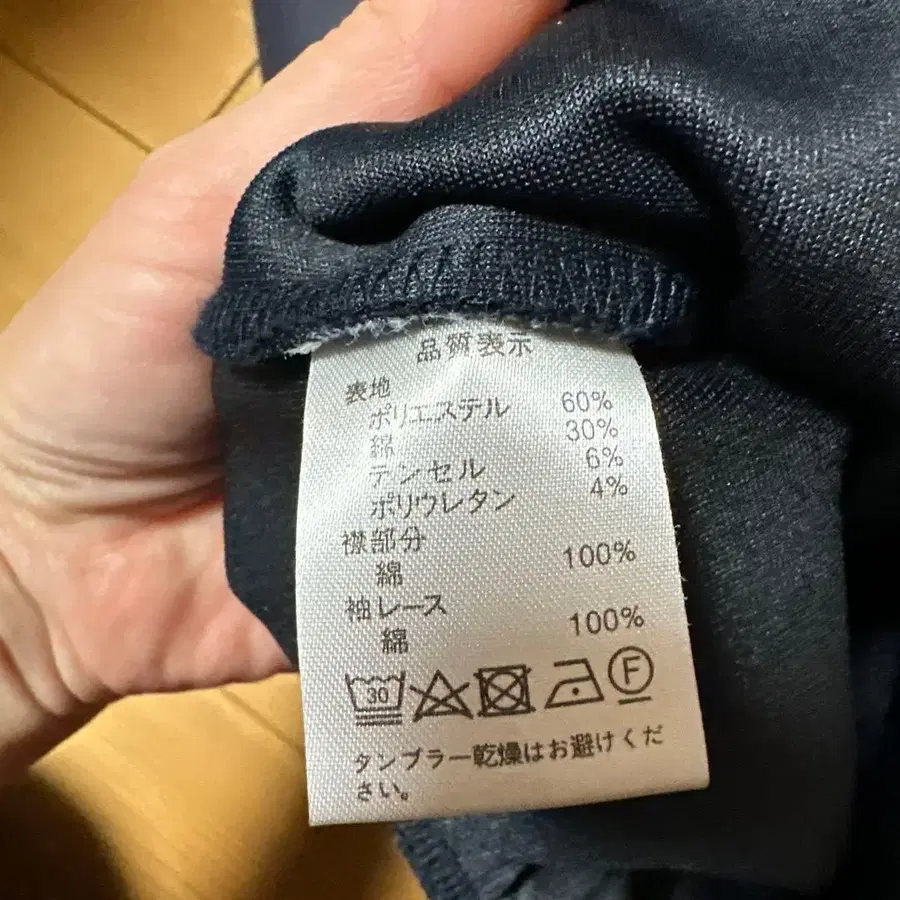 品質表示
表地
ポリエステル 60%
綿 30%
テンセル 6%
ポリウレタン 4%
襟部分
綿 100%
袖レース
綿 100%
30 F
タンブラー乾燥はお避けくだ
さい。